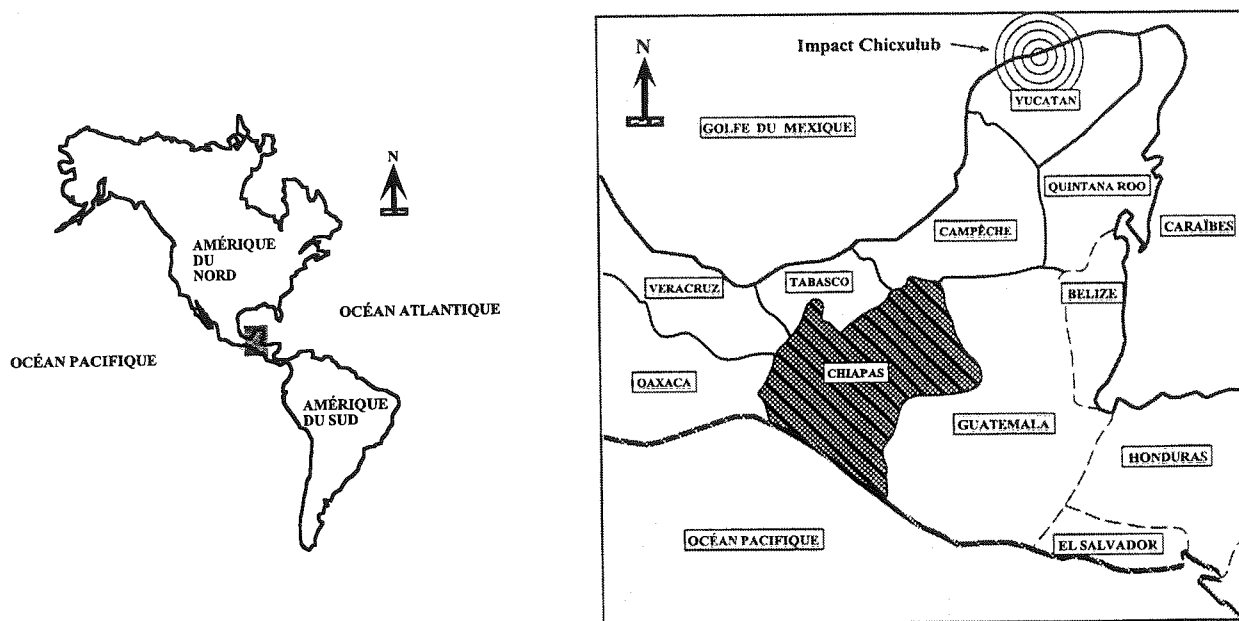 N
AMÉRIQUE
DU
NORD
OCÉAN ATLANTIQUE
OCÉAN PACIFIQUE
AMÉRIQUE
DU SUD
N
Impact Chicxulub
YUCATAN
GOLFE DU MEXIQUE
QUINTANA ROO
CARAÏBES
CAMPÊCHE
TABASCO
VERACRUZ
BELIZE
CHIAPAS
OAXACA
GUATEMALA
HONDURAS
OCÉAN PACIFIQUE
EL SALVADOR